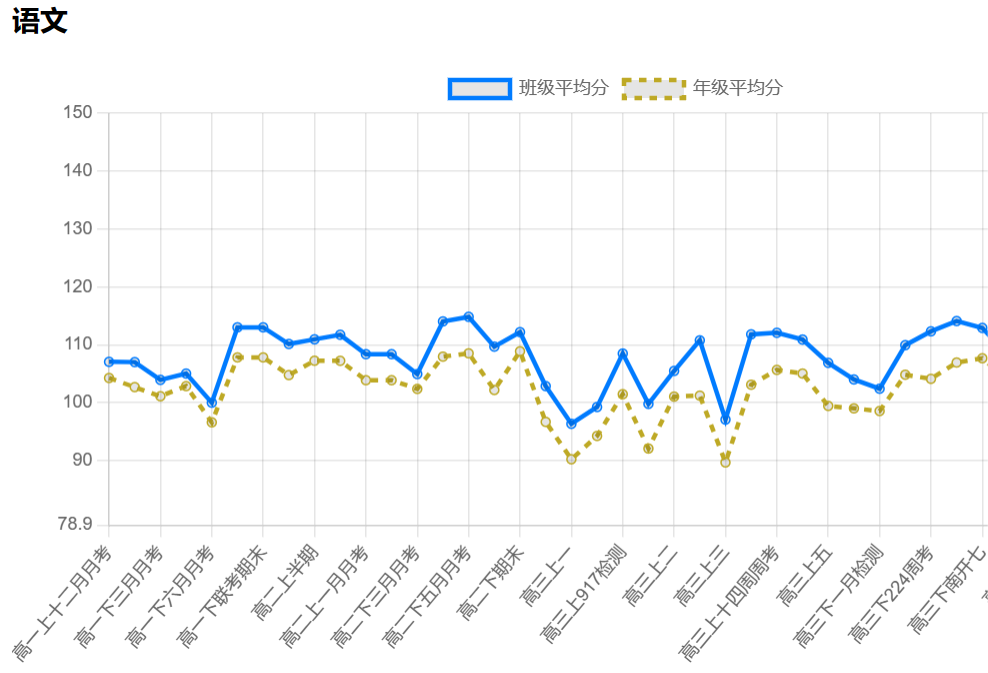 语文
班级平均分 年级平均分
150
140
130
120
110
100
90
78.9
高一上十二月月考
高一下三月月考
高一下六月月考
高一下联考期末
高二上半期
高二上一月月考
高二下三月月考
高二下五月月考
高二下期末
高三上一
高三上917检测
高三上二
高三上三
高三上十四周周考
高三上五
高三下一月检测
高三下224周考
高三下南开七